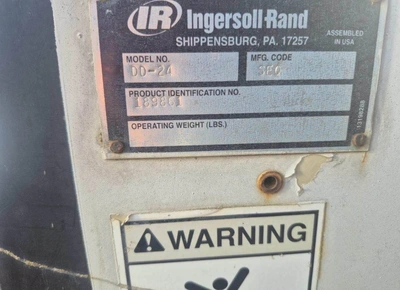 IR Ingersoll-Rand
SHIPPENSBURG, PA. 17257
ASSEMBLED
IN USA
MODEL NO.
MFG. CODE
DD-24
PRODUCT IDENTIFICATION NO.
OPERATING WEIGHT (LBS.)
WARNING